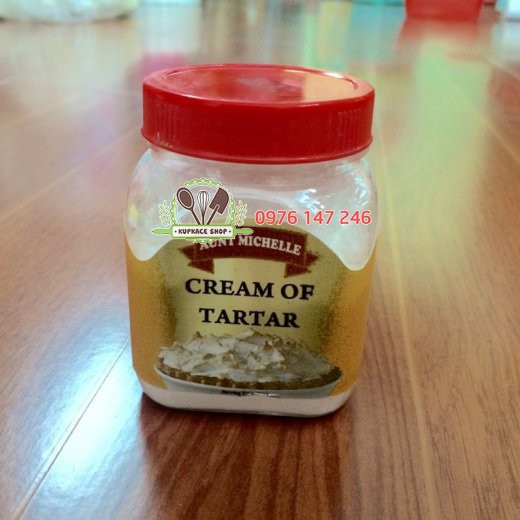 • KUPKACE SHOP •
0976 147 246
AUNT MICHELLE
CREAM OF
TARTAR